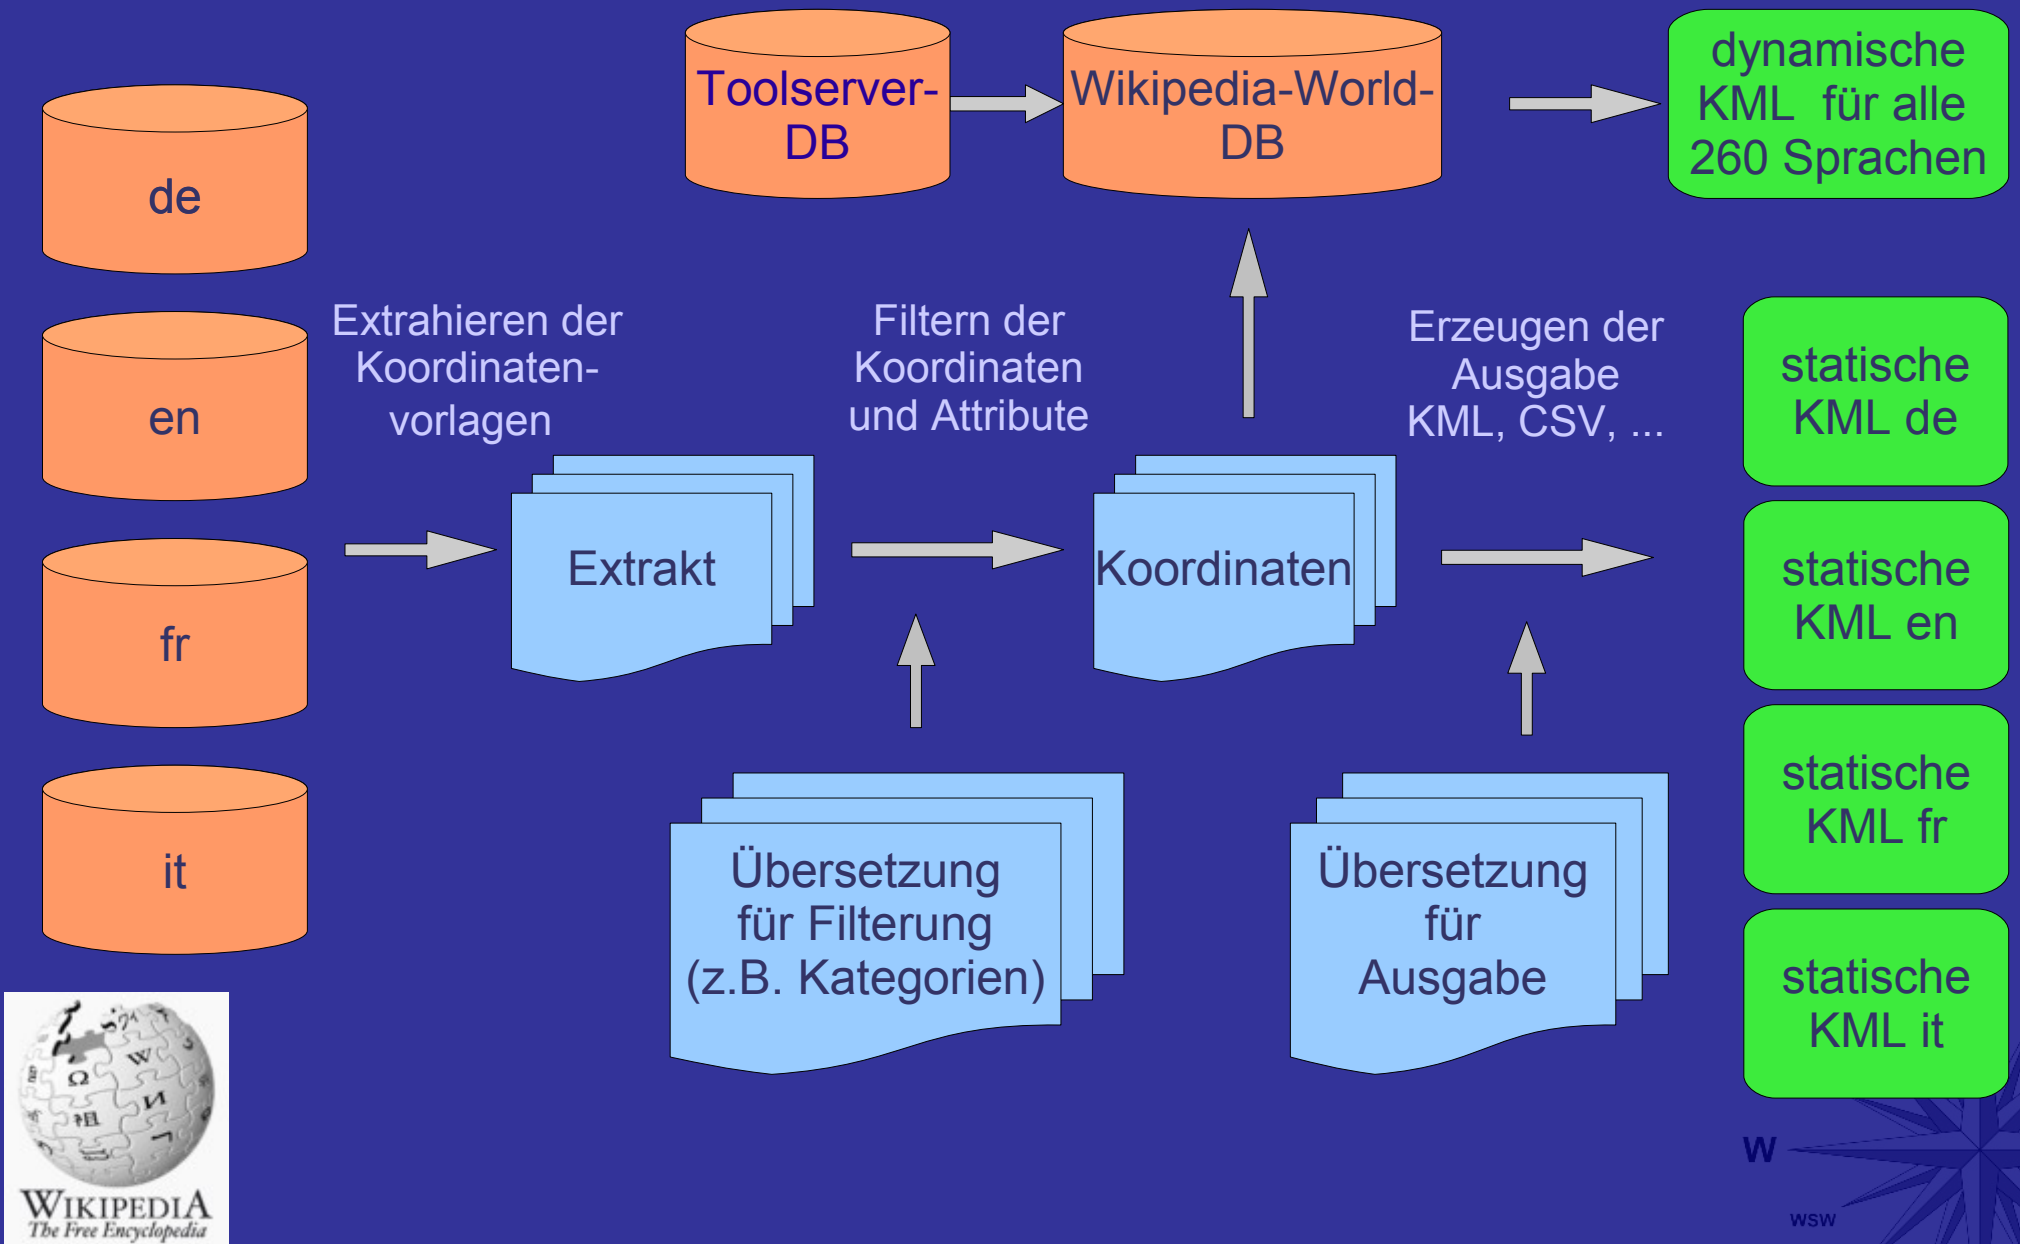 Toolserver-
DB
Wikipedia-World-
DB
dynamische
KML für alle
260 Sprachen
de
en
fr
it
Extrahieren der
Koordinaten-
vorlagen
Filtern der
Koordinaten
und Attribute
Erzeugen der
Ausgabe
KML, CSV, ...
Extrakt
Koordinaten
Übersetzung
für Filterung
(z.B. Kategorien)
Übersetzung
für
Ausgabe
statische
KML de
statische
KML en
statische
KML fr
statische
KML it
WIKIPEDIA
The Free Encyclopedia
W
WSW